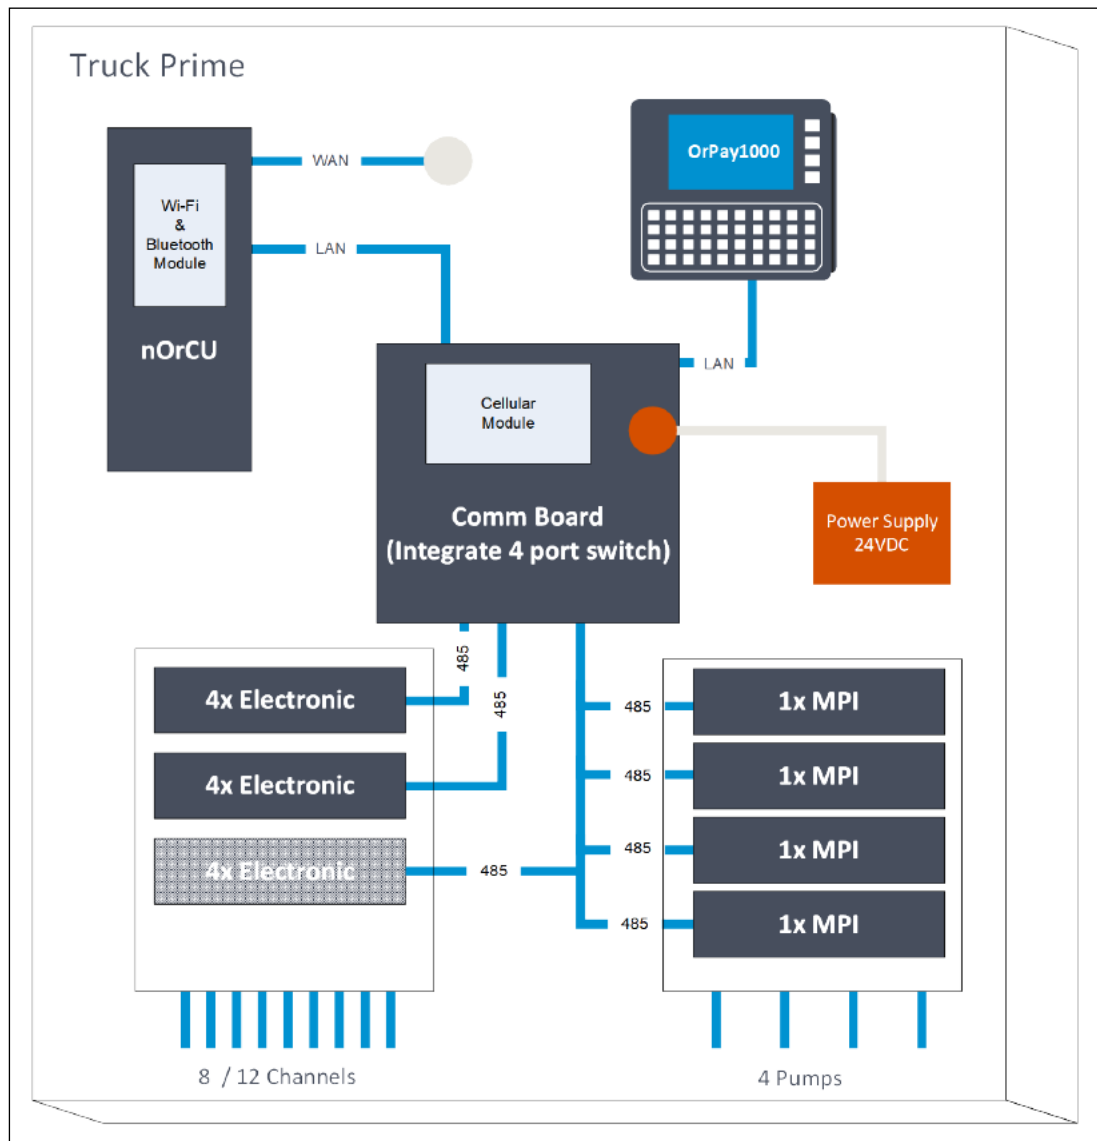 Truck Prime
WAN
OrPay1000
Wi-Fi
&
Bluetooth
Module
LAN
nOrCU
LAN
Cellular
Module
Comm Board
(Integrate 4 port switch)
Power Supply
24VDC
485
485
4x Electronic
4x Electronic
4x Electronic
485
485
1x MPI
485
1x MPI
485
1x MPI
485
1x MPI
8 / 12 Channels
4 Pumps